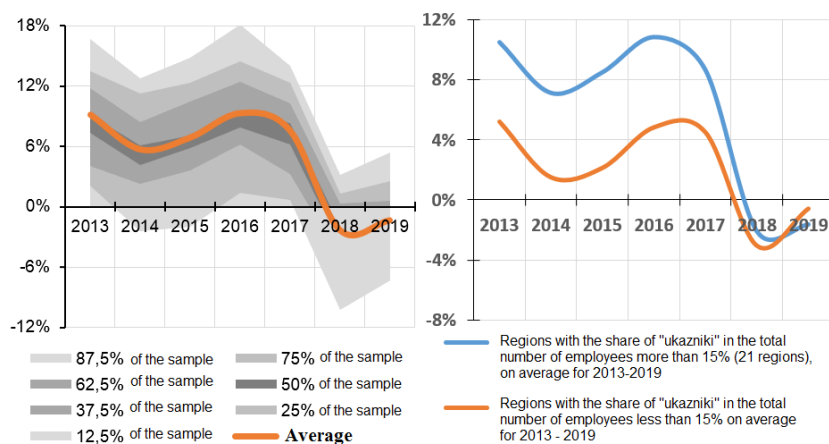 18%
12%
6%
0%
-6%
-12%
2013 2014 2015 2016 2017 2018 2019
87,5% of the sample
75% of the sample
62,5% of the sample
50% of the sample
37,5% of the sample
25% of the sample
12,5% of the sample
Average
12%
8%
4%
0%
-4%
-8%
2013 2014 2015 2016 2017 2018 2019
Regions with the share of "ukazniki" in the total
number of employees more than 15% (21 regions),
on average for 2013-2019
Regions with the share of "ukazniki" in the total
number of employees less than 15% on average
for 2013 - 2019